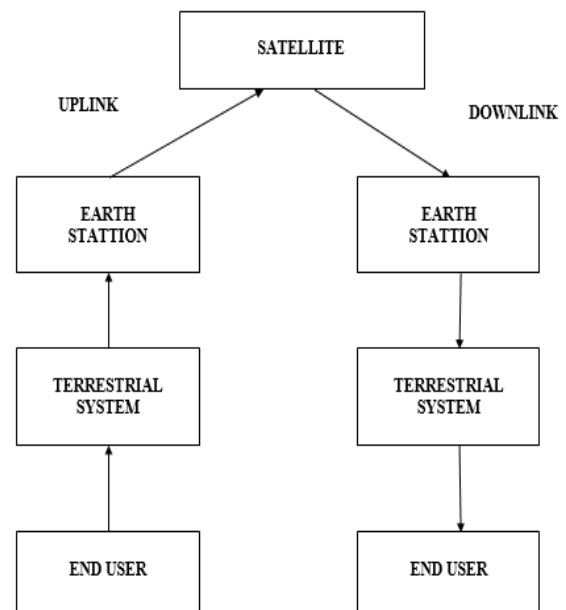 SATELLITE
UPLINK
DOWNLINK
EARTH
STATTION
EARTH
STATTION
TERRESTRIAL
SYSTEM
TERRESTRIAL
SYSTEM
END USER
END USER